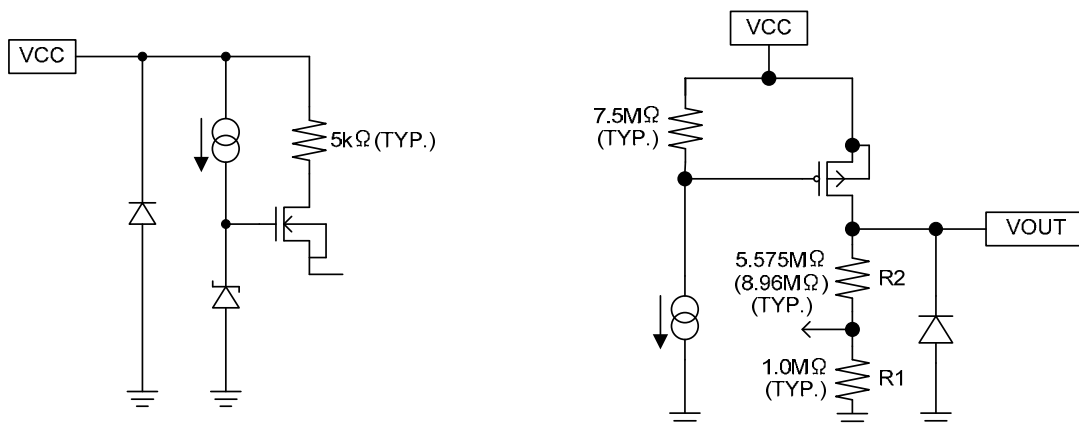 VCC
5kΩ (TYP.)
VCC
7.5MΩ
(TYP.)
VOUT
5.575MΩ
(8.96MΩ)
(TYP.)
R2
1.0MΩ
(TYP.)
R1